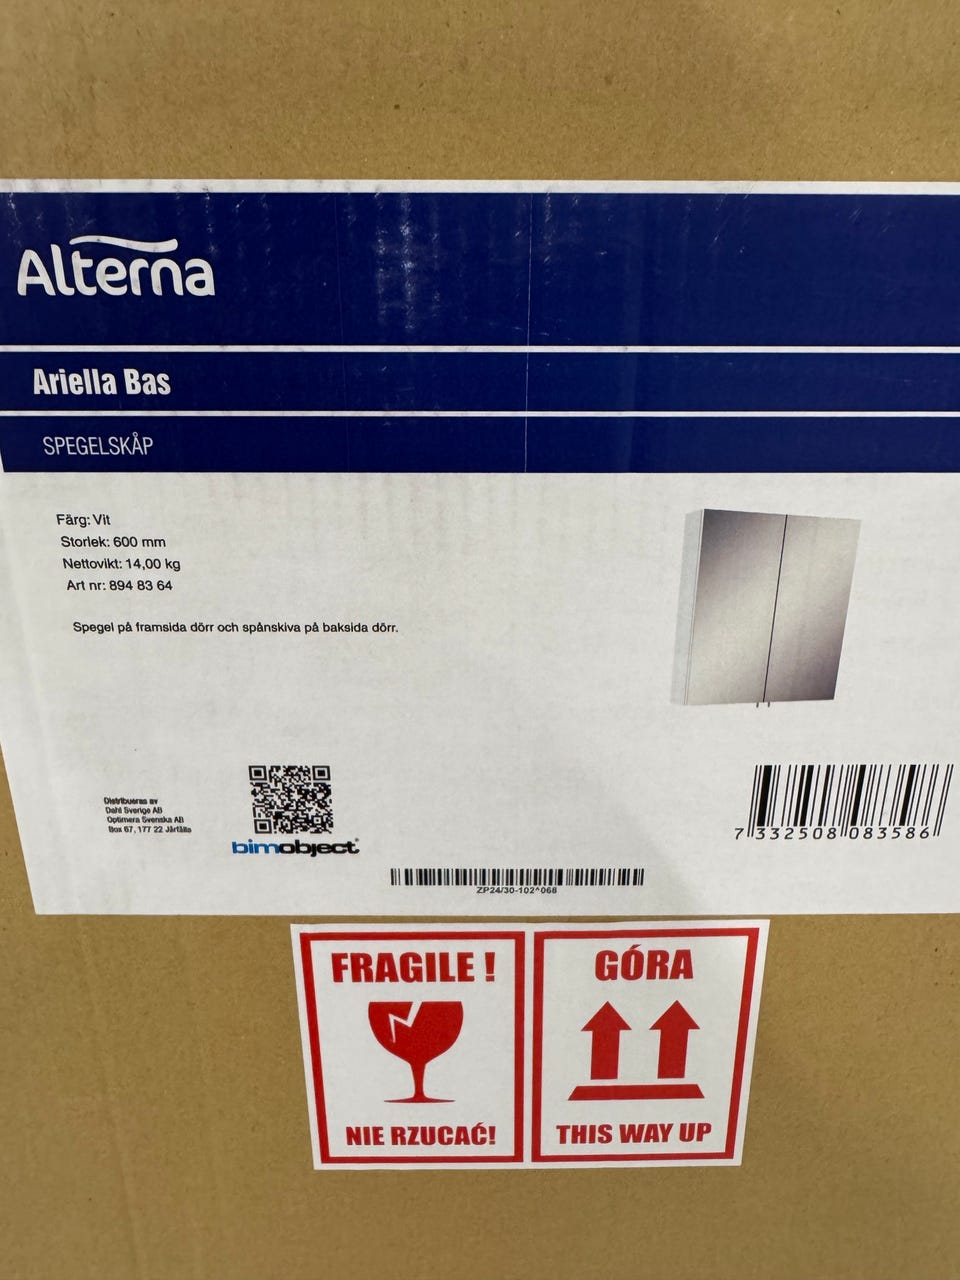 Alterna
Ariella Bas
SPEGELSKÅP
Färg: Vit
Storlek: 600 mm
Nettovikt: 14,00 kg
Art nr: 894 83 64
Spegel på framsida dörr och spånskiva på baksida dörr.
Distribueras av
Dahl Sverige AB
Optimera Svenska AB
Box 67, 177 22 Järfälla
bimobject®
7 332508 083586
ZP24/30-102^068
FRAGILE !
NIE RZUCAĆ!
GÓRA
THIS WAY UP